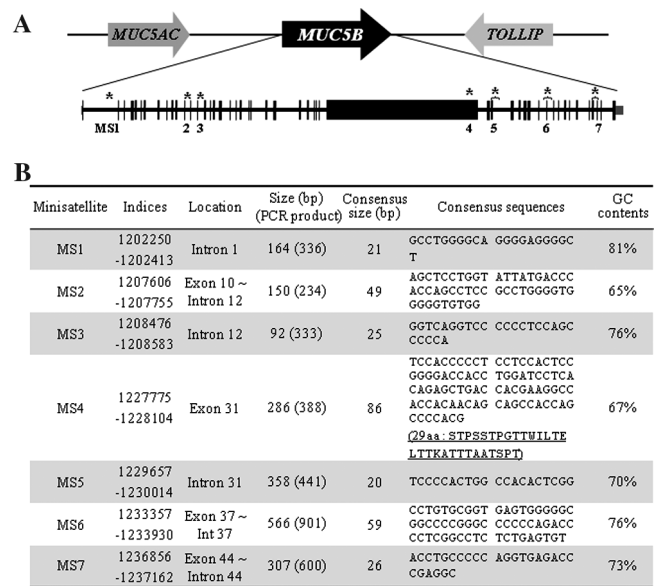 A
MUC5AC
MUC5B
TOLLIP
* * * * * * *
MS1 2 3 4 5 6 7
B
Minisatellite Indices Location Size (bp) (PCR product) Consensus size (bp) Consensus sequences GC contents
MS1 1202250 -1202413 Intron 1 164 (336) 21 GCCTGGGGCA GGGGAGGGGC 81%
T
MS2 1207606 -1207755 Exon 10 ~ Intron 12 150 (234) 49 AGCTCCTGGT ATTATGACCC 65%
ACCAGCCTCC GCCTGGGGTG
GGGGTGTGG
MS3 1208476 -1208583 Intron 12 92 (333) 25 GGTCAGGTCC CCCCTCCAGC 76%
CCCCA
MS4 1227775 -1228104 Exon 31 286 (388) 86 TCCACCCCCT CCTCCACTCC 67%
GGGGACCACC TGGATCCTCA
CAGAGCTGAC CACGAAGGCC
ACCACAACAG CAGCCACCAG
CCCCACG
(29aa: STPSSTPGTTWILTE
LTTKATTTAATSPT)
MS5 1229657 -1230014 Intron 31 358 (441) 20 TCCCCACTGG CCACACTCGG 70%
MS6 1233357 -1233930 Exon 37 ~ Int 37 566 (901) 59 CCTGTGCGGT GAGTGGGGGC 76%
GGCCCCGGGC CCCCCAGACC
CCTCGGCCTC TCTGAGTGT
MS7 1236856 -1237162 Exon 44 ~ Intron 44 307 (600) 26 ACCTGCCCCC AGGTGAGACC 73%
CGAGGC